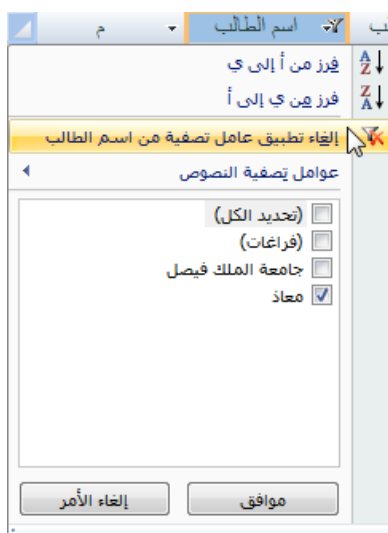 ب اسم الطالب م
فرز من أ إلى ي
فرز من ي إلى أ
إلغاء تطبيق عامل تصفية من اسم الطالب
عوامل تصفية النصوص
(تحديد الكل)
(فراغات)
جامعة الملك فيصل
معاذ
موافق إلغاء الأمر